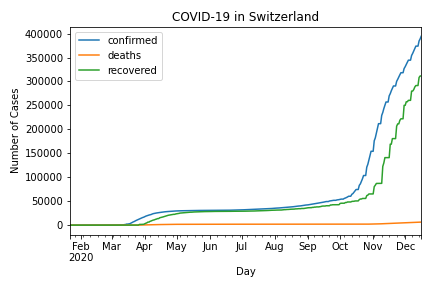 COVID-19 in Switzerland
confirmed
deaths
recovered
Number of Cases
400000
350000
300000
250000
200000
150000
100000
50000
0
Feb Mar Apr May Jun Jul Aug Sep Oct Nov Dec
2020
Day